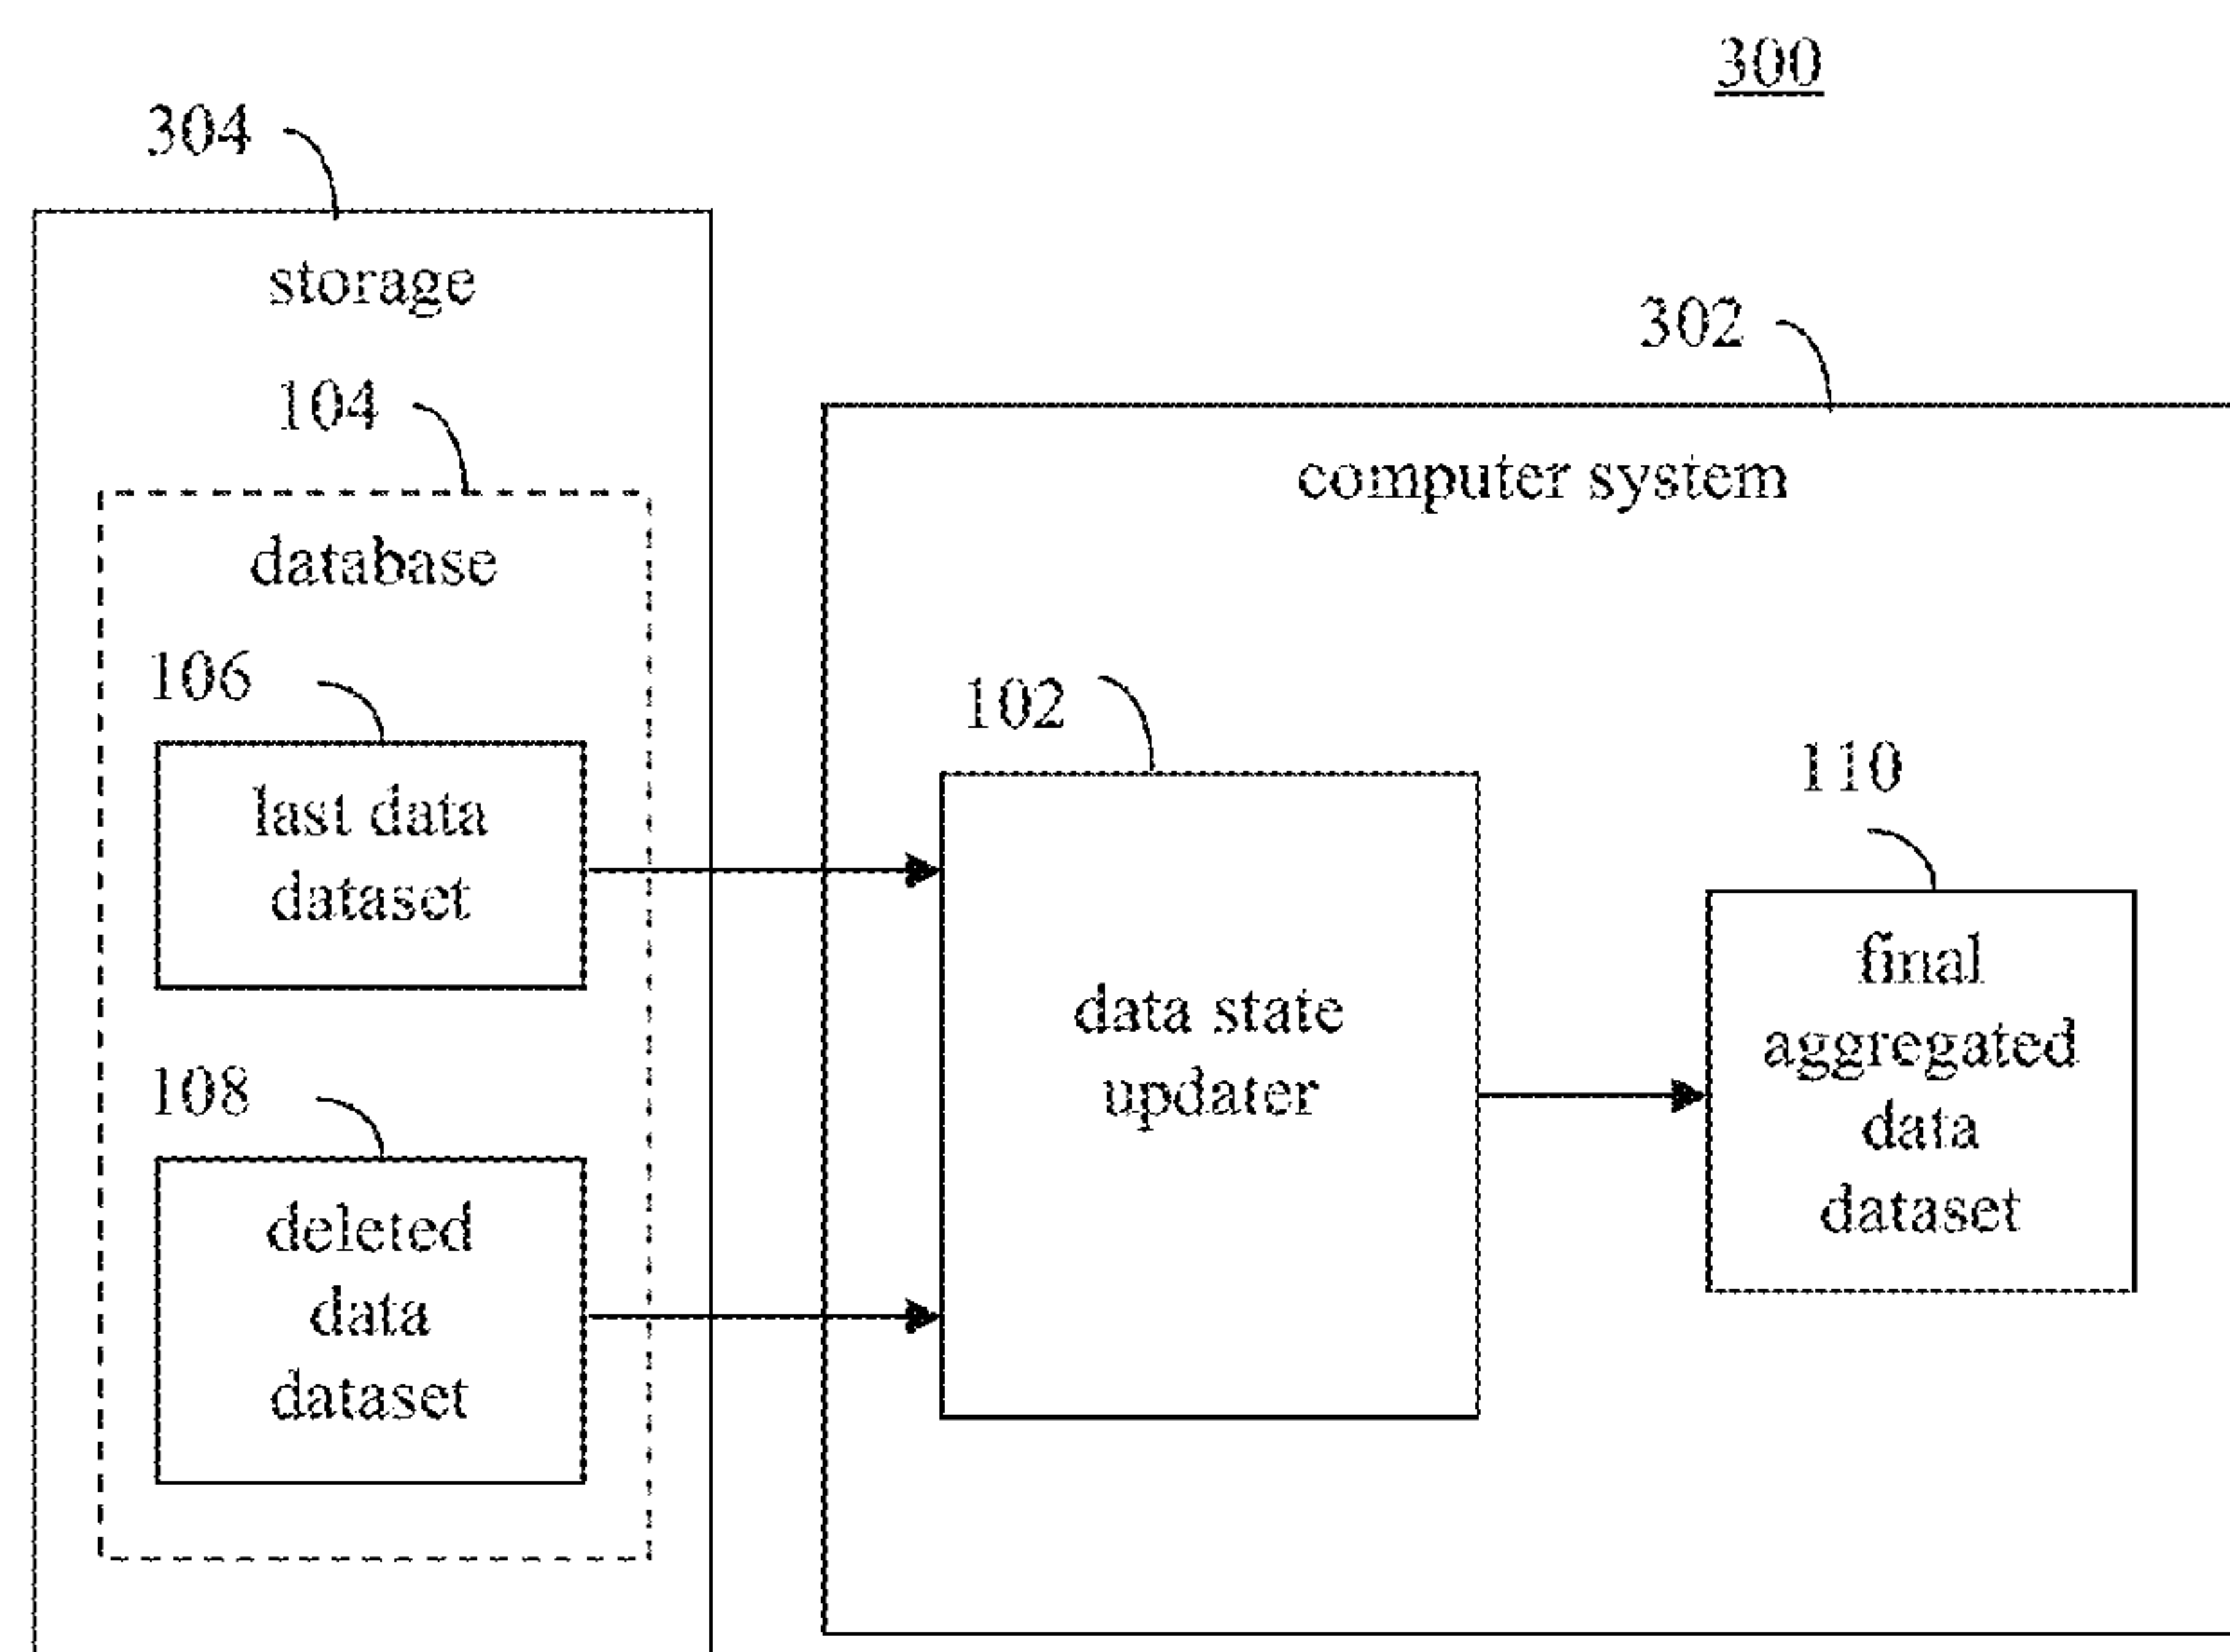 300
304
storage
302
104
computer system
database
106
last data
dataset
102
data state
updater
110
final
aggregated
data
dataset
108
deleted
data
dataset